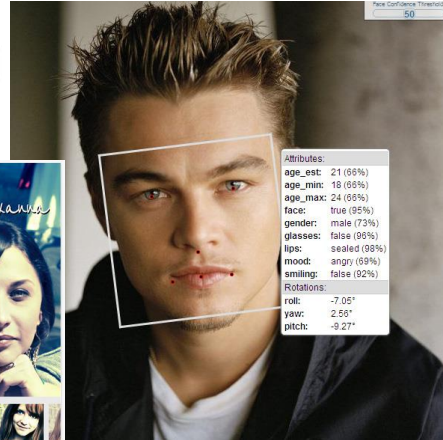 Face Confidence Threshold
50
Attributes:
age_est: 21 (66%)
age_min: 18 (66%)
age_max: 24 (66%)
face: true (95%)
gender: male (73%)
glasses: false (96%)
lips: sealed (98%)
mood: angry (69%)
smiling: false (92%)
Rotations:
roll: -7.05°
yaw: 2.56°
pitch: -9.27°